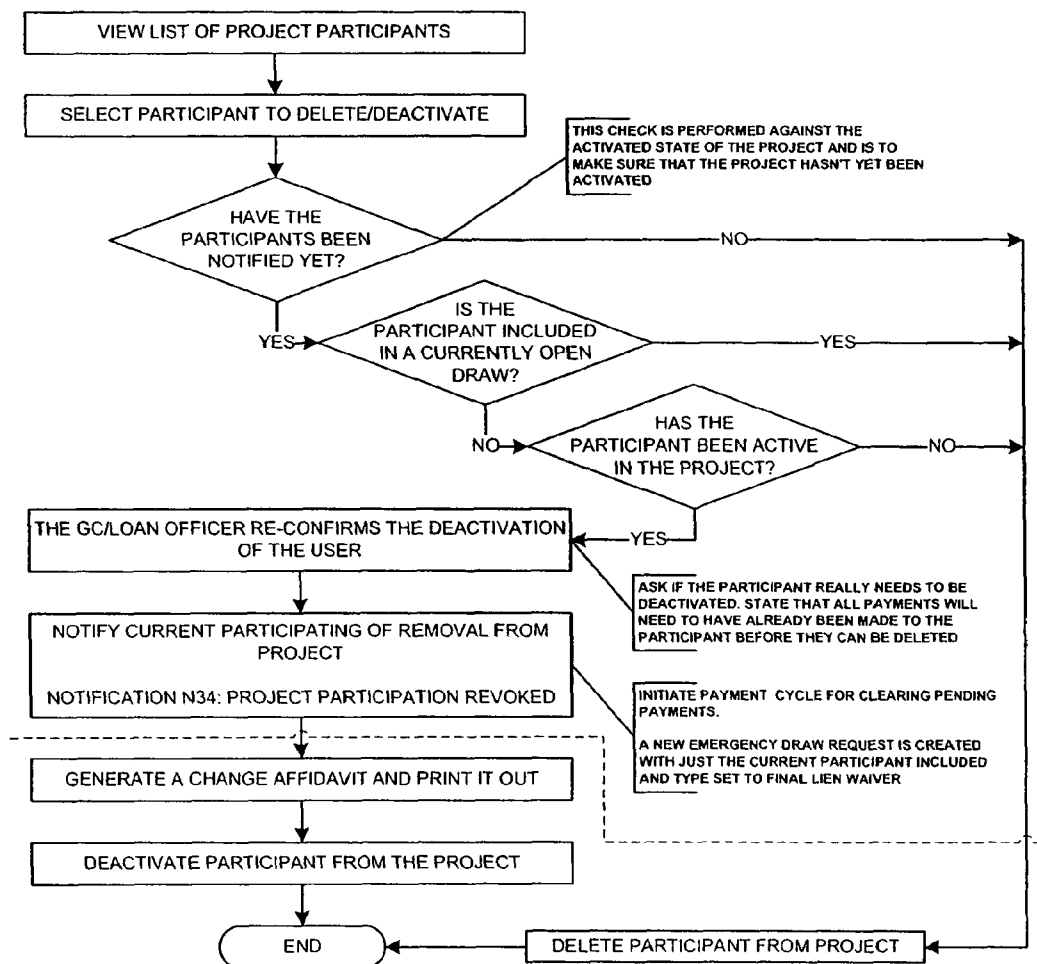 VIEW LIST OF PROJECT PARTICIPANTS
SELECT PARTICIPANT TO DELETE/DEACTIVATE
THIS CHECK IS PERFORMED AGAINST THE
ACTIVATED STATE OF THE PROJECT AND IS TO
MAKE SURE THAT THE PROJECT HASN'T YET BEEN
ACTIVATED
HAVE THE
PARTICIPANTS BEEN
NOTIFIED YET?
NO
YES
IS THE
PARTICIPANT INCLUDED
IN A CURRENTLY OPEN
DRAW?
YES
NO
HAS THE
PARTICIPANT BEEN ACTIVE
IN THE PROJECT?
NO
YES
THE GC/LOAN OFFICER RE-CONFIRMS THE DEACTIVATION
OF THE USER
ASK IF THE PARTICIPANT REALLY NEEDS TO BE
DEACTIVATED. STATE THAT ALL PAYMENTS WILL
NEED TO HAVE ALREADY BEEN MADE TO THE
PARTICIPANT BEFORE THEY CAN BE DELETED
NOTIFY CURRENT PARTICIPATING OF REMOVAL FROM
PROJECT
NOTIFICATION N34: PROJECT PARTICIPATION REVOKED
INITIATE PAYMENT CYCLE FOR CLEARING PENDING
PAYMENTS.
A NEW EMERGENCY DRAW REQUEST IS CREATED
WITH JUST THE CURRENT PARTICIPANT INCLUDED
AND TYPE SET TO FINAL LIEN WAIVER
GENERATE A CHANGE AFFIDAVIT AND PRINT IT OUT
DEACTIVATE PARTICIPANT FROM THE PROJECT
END
DELETE PARTICIPANT FROM PROJECT